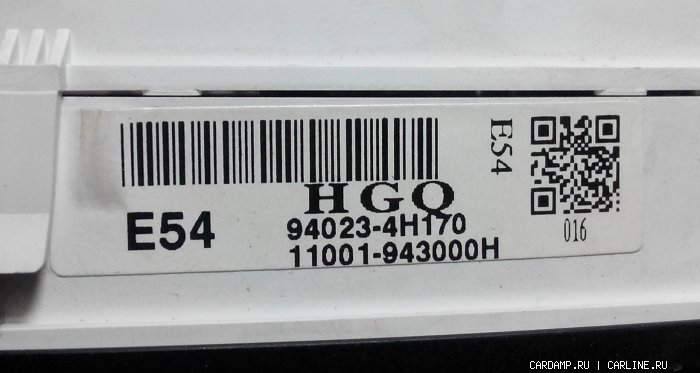 HGQ
E54
94023-4H170
11001-943000H
E54
016
CARDAMP.RU | CARLINE.RU